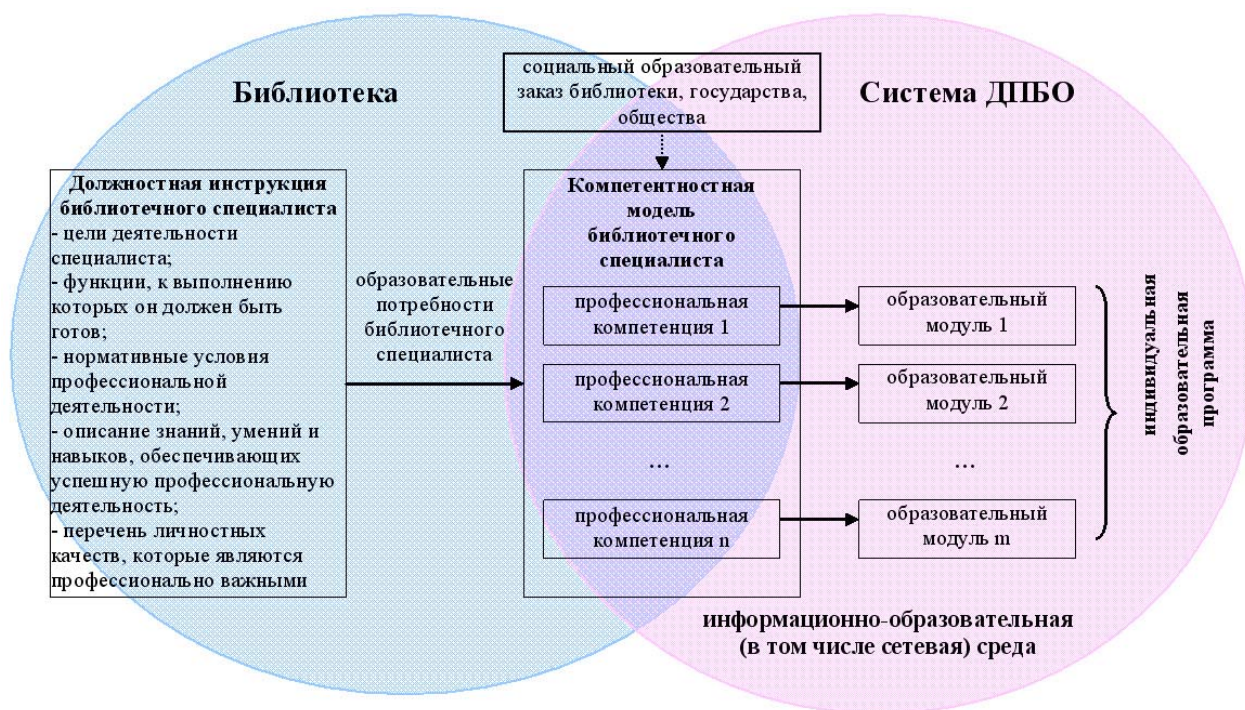 Библиотека
социальный образовательный
заказ библиотеки, государства,
общества
Система ДПБО
Должностная инструкция
библиотечного специалиста
- цели деятельности
специалиста;
- функции, к выполнению
которых он должен быть
готов;
- нормативные условия
профессиональной
деятельности;
- описание знаний, умений и
навыков, обеспечивающих
успешную профессиональную
деятельность;
- перечень личностных
качеств, которые являются
профессионально важными
образовательные
потребности
библиотечного
специалиста
Компетентностная
модель
библиотечного
специалиста
профессиональная
компетенция 1
профессиональная
компетенция 2
...
профессиональная
компетенция n
образовательный
модуль 1
образовательный
модуль 2
...
образовательный
модуль m
индивидуальная
образовательная
программа
информационно-образовательная
(в том числе сетевая) среда